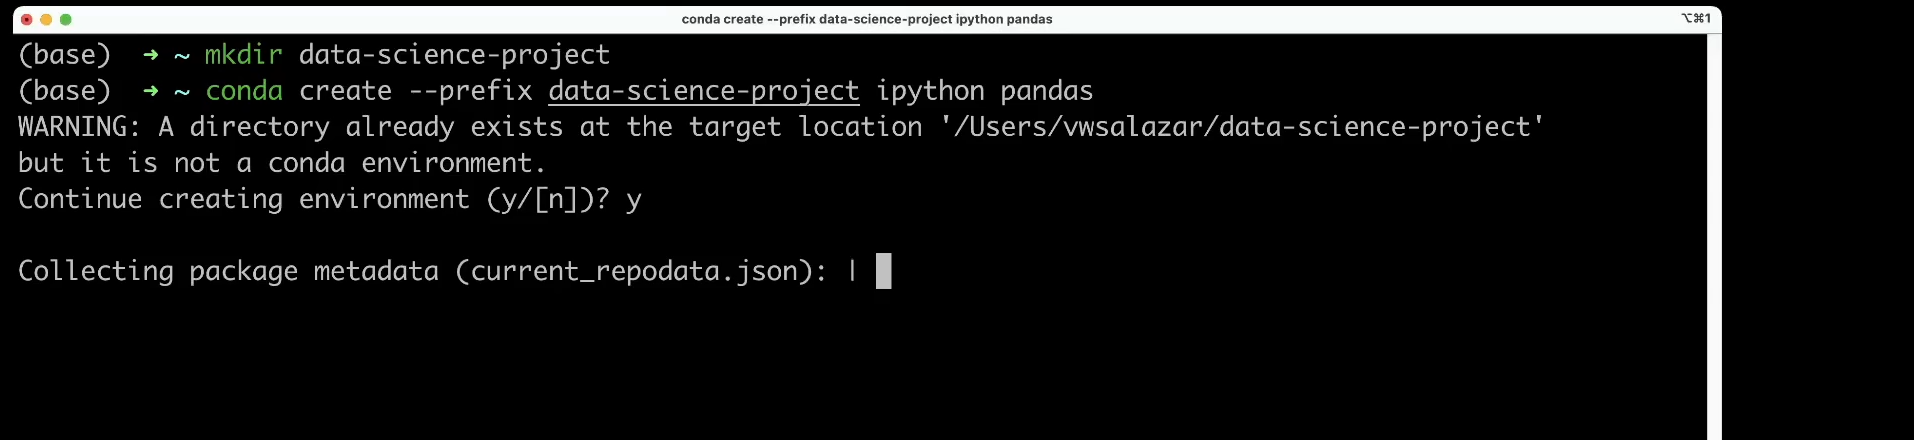 conda create --prefix data-science-project ipython pandas
⌥⌘1
(base) ➜ ~ mkdir data-science-project
(base) ➜ ~ conda create --prefix data-science-project ipython pandas
WARNING: A directory already exists at the target location '/Users/vwsalazar/data-science-project'
but it is not a conda environment.
Continue creating environment (y/[n])? y
Collecting package metadata (current_repodata.json): |